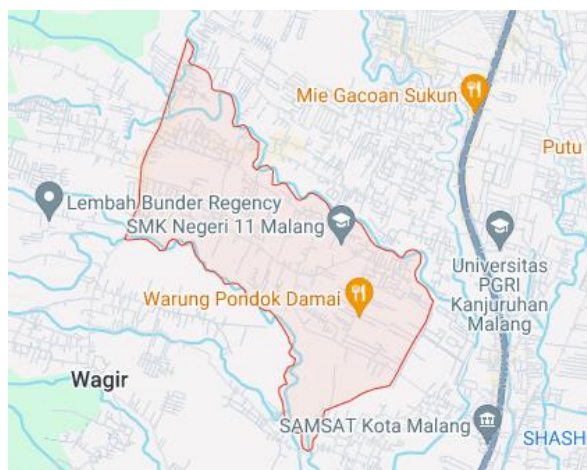 Mie Gacoan Sukun
Putu
Lembah Bunder Regency
SMK Negeri 11 Malang
Universitas
PGRI
Kanjuruhan
Malang
Warung Pondok Damai
Wagir
SAMSAT Kota Malang
SHASH